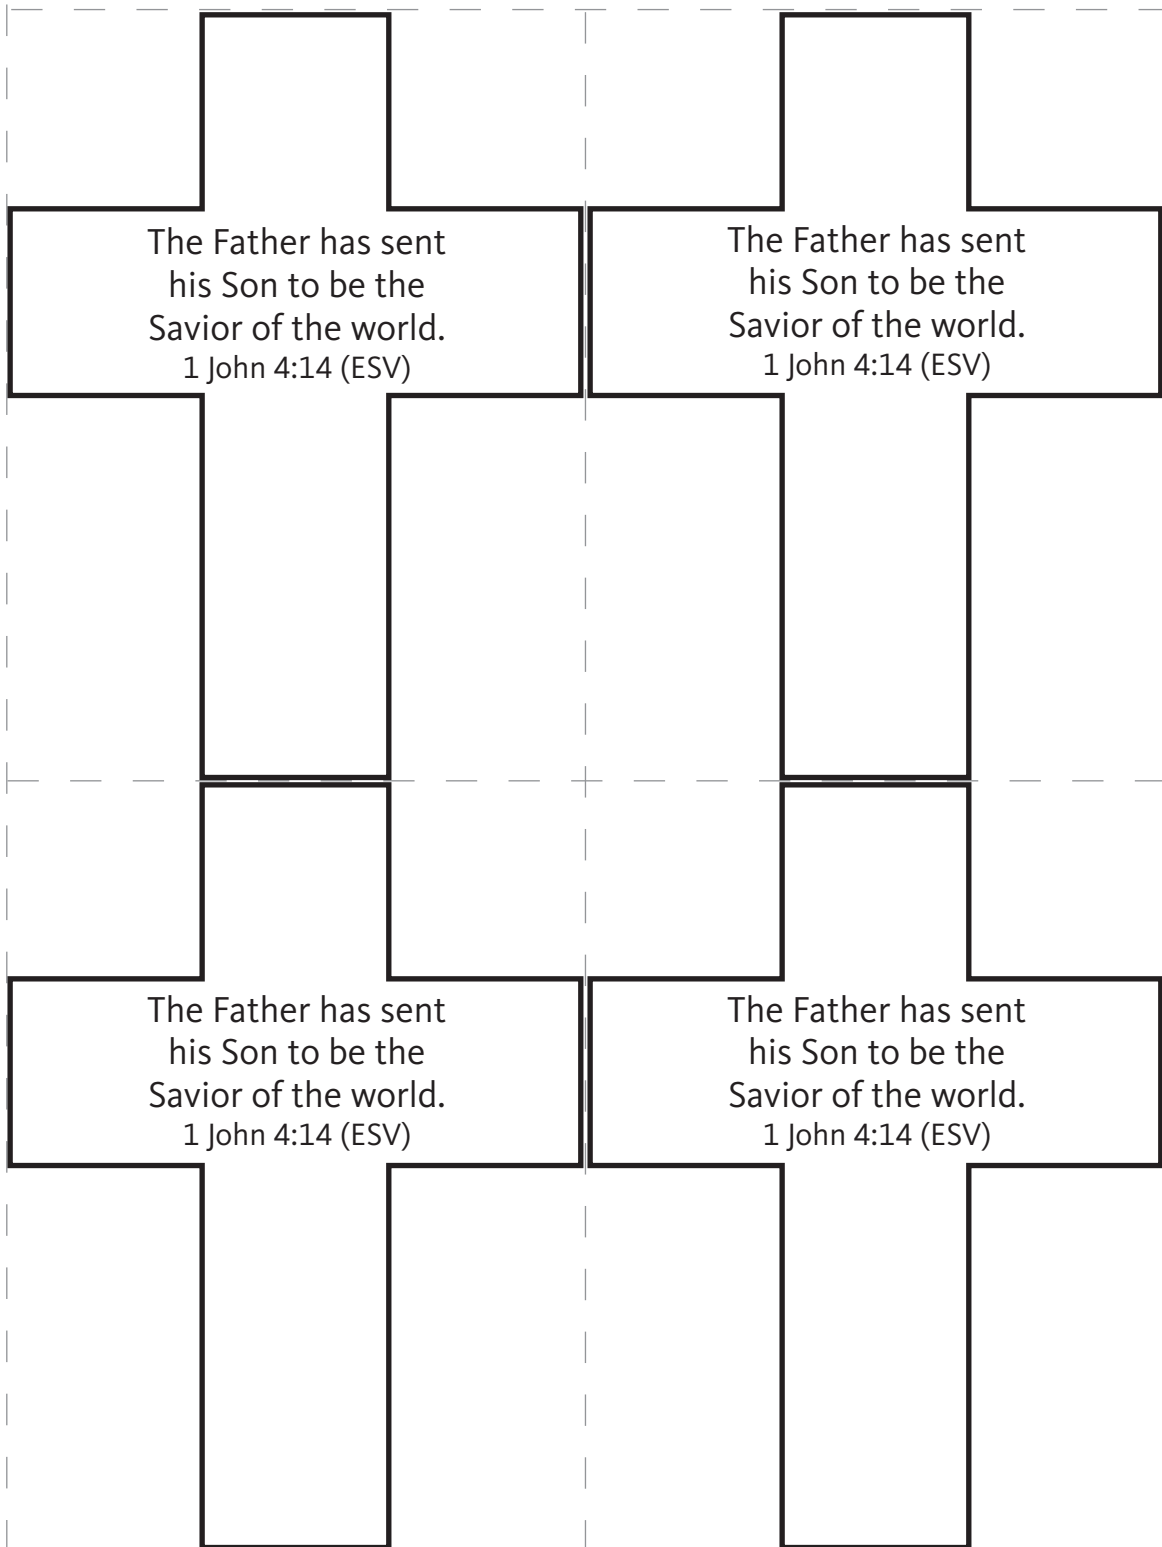 The Father has sent
his Son to be the
Savior of the world.
1 John 4:14 (ESV)
The Father has sent
his Son to be the
Savior of the world.
1 John 4:14 (ESV)
The Father has sent
his Son to be the
Savior of the world.
1 John 4:14 (ESV)
The Father has sent
his Son to be the
Savior of the world.
1 John 4:14 (ESV)